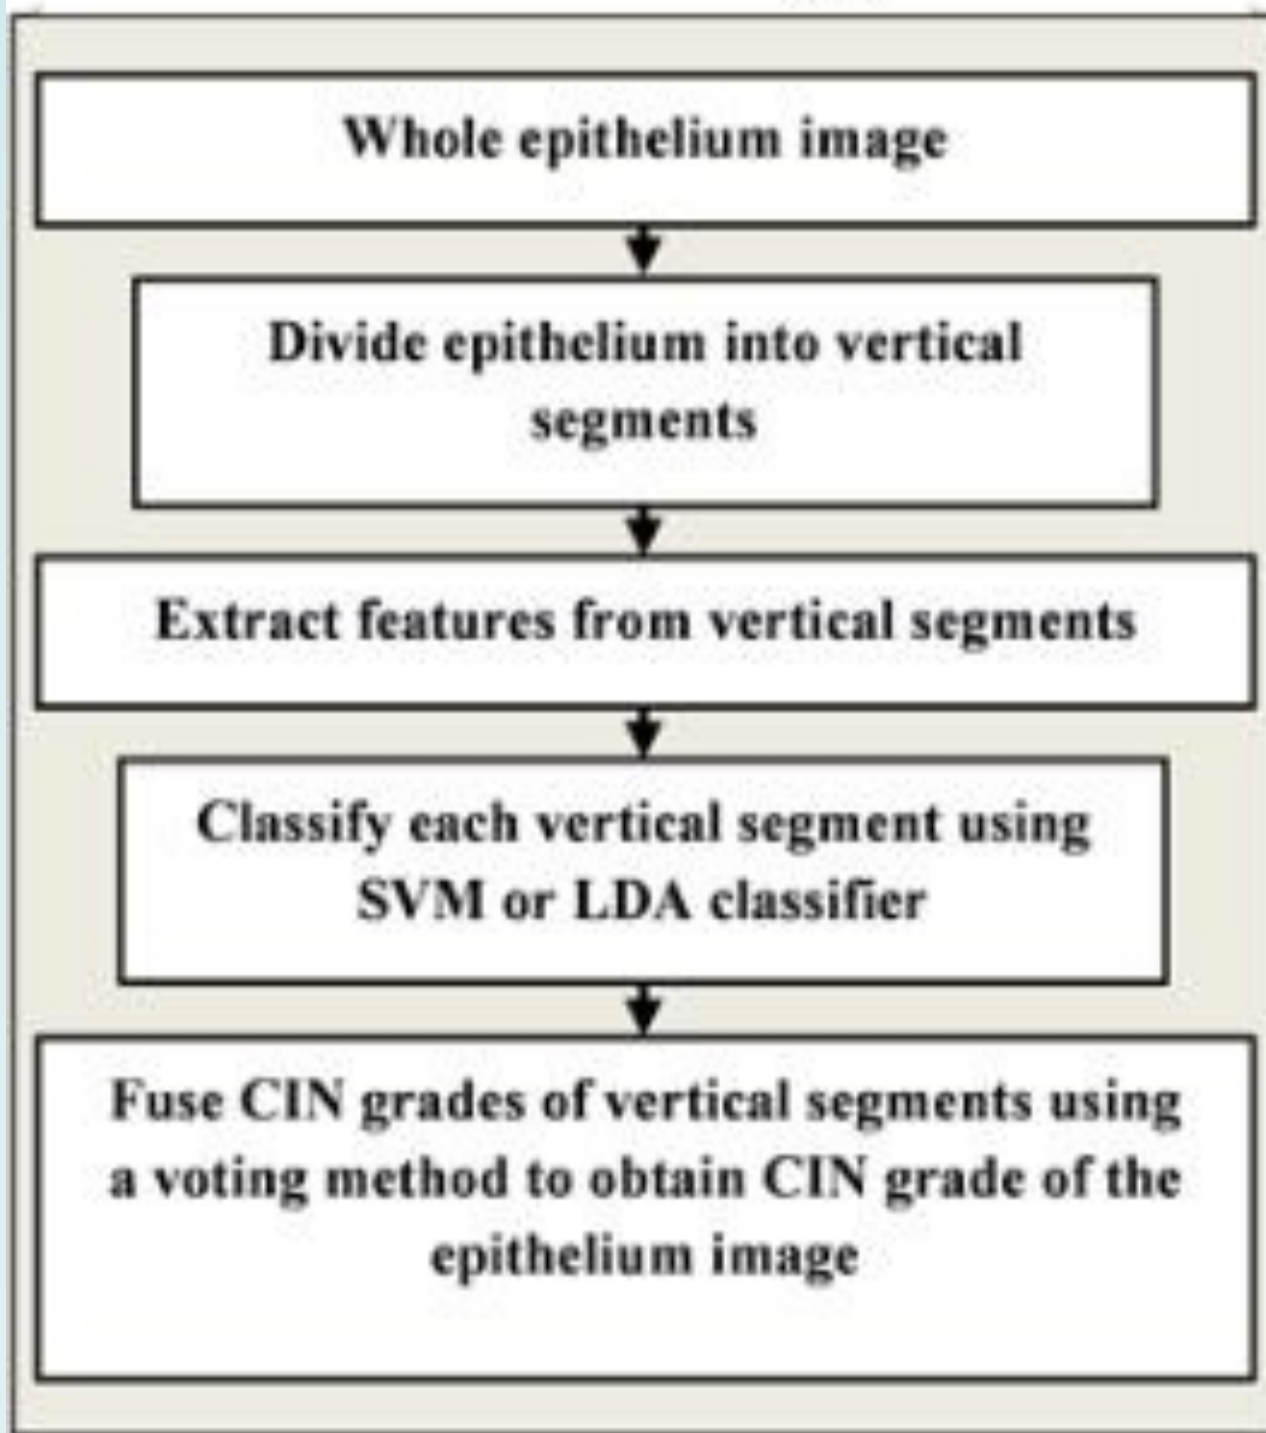 Whole epithelium image
Divide epithelium into vertical
segments
Extract features from vertical segments
Classify each vertical segment using
SVM or LDA classifier
Fuse CIN grades of vertical segments using
a voting method to obtain CIN grade of the
epithelium image